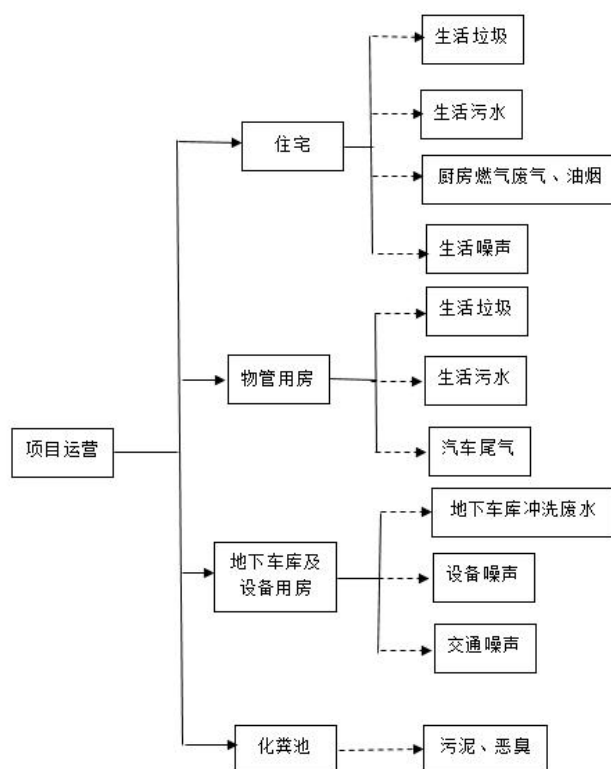 生活垃圾
生活污水
住宅
厨房燃气废气、油烟
生活噪声
生活垃圾
物管用房
生活污水
汽车尾气
项目运营
地下车库冲洗废水
地下车库及
设备用房
设备噪声
交通噪声
化粪池
污泥、恶臭